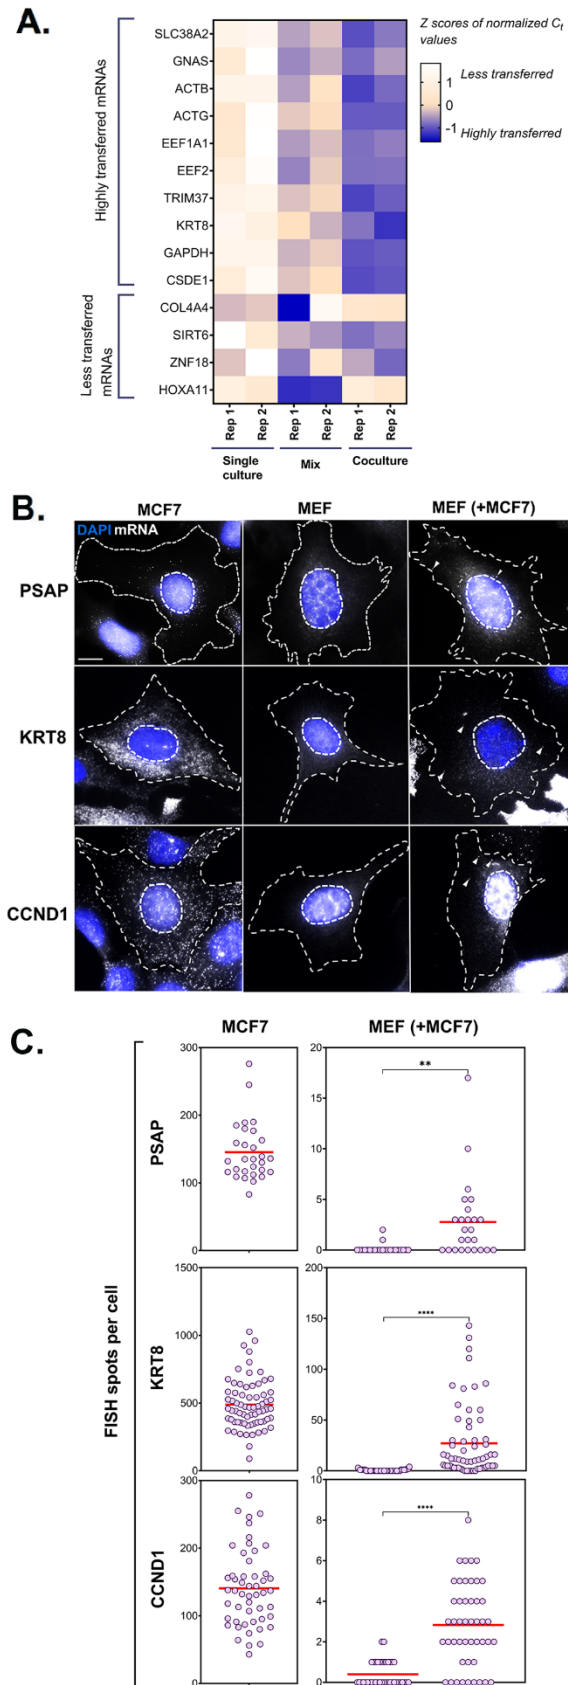 A.
Z scores of normalized Ct
values
Less transferred
1
0
-1
Highly transferred
Highly transferred mRNAs
SLC38A2
GNAS
ACTB
ACTG
EEF1A1
EEF2
TRIM37
KRT8
GAPDH
CSDE1
Less transferred
mRNAs
COL4A4
SIRT6
ZNF18
HOXA11
Rep 1
Rep 2
Rep 1
Rep 2
Rep 1
Rep 2
Single
culture
Mix
Coculture
B.
MCF7
MEF
MEF (+MCF7)
DAPI mRNA
PSAP
KRT8
CCND1
C.
MCF7
MEF (+MCF7)
FISH spots per cell
PSAP
300
200
100
0
20
15
10
5
0
**
KRT8
1500
1000
500
0
200
150
100
50
0
****
CCND1
300
200
100
0
10
8
6
4
2
0
****